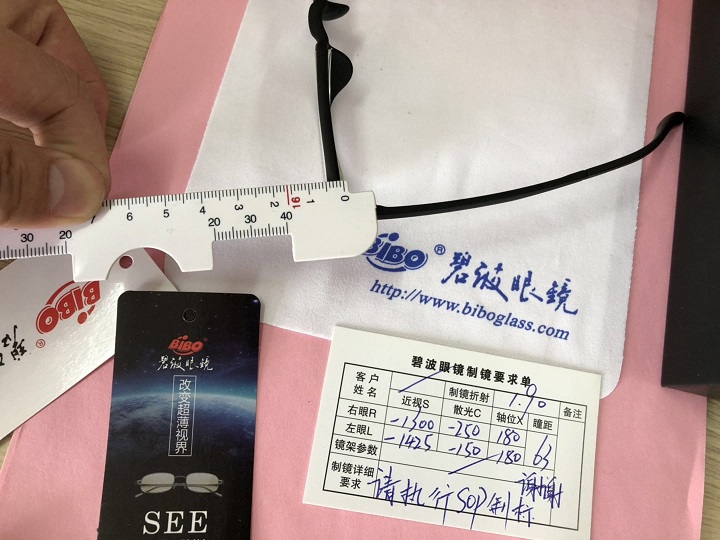 7 6 5 4 3 2 1 0
16
30 20 20 30 40
BiBO® 碧波眼镜
http://www.biboglass.com
BiBO
BiBO
碧波眼镜
改变超薄视界
SEE
碧波眼镜制镜要求单
客户姓名 制镜折射 1.90 备注
近视S 散光C 轴位X 瞳距
右眼R -1300 -250 180 63
左眼L -1425 -150 180
镜架参数
制镜详细要求 请执行SOP制标 谢谢